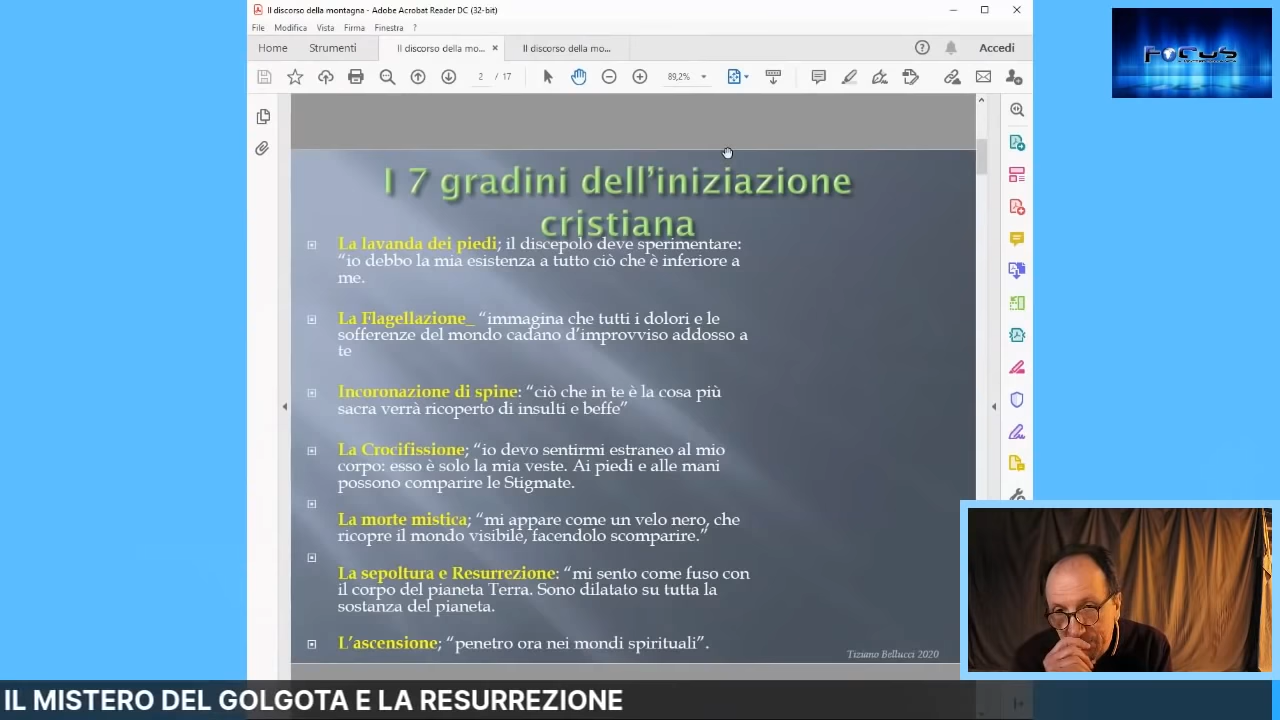 Il discorso della montagna - Adobe Acrobat Reader DC (32-bit)
File Modifica Vista Firma Finestra ?
Home Strumenti Il discorso della mo... × Il discorso della mo... Accedi
2 / 17 89,2%
I 7 gradini dell'iniziazione
cristiana
La lavanda dei piedi; il discepolo deve sperimentare:
“io debbo la mia esistenza a tutto ciò che è inferiore a
me.
La Flagellazione_ “immagina che tutti i dolori e le
sofferenze del mondo cadano d’improvviso addosso a
te
Incoronazione di spine: “ciò che in te è la cosa più
sacra verrà ricoperto di insulti e beffe”
La Crocifissione; “io devo sentirmi estraneo al mio
corpo: esso è solo la mia veste. Ai piedi e alle mani
possono comparire le Stigmate.
La morte mistica; “mi appare come un velo nero, che
ricopre il mondo visibile, facendolo scomparire.”
La sepoltura e Resurrezione: “mi sento come fuso con
il corpo del pianeta Terra. Sono dilatato su tutta la
sostanza del pianeta.
L’ascensione; “penetro ora nei mondi spirituali”.
Tiziano Bellucci 2020
FOCUS
IL MISTERO DEL GOLGOTA E LA RESURREZIONE